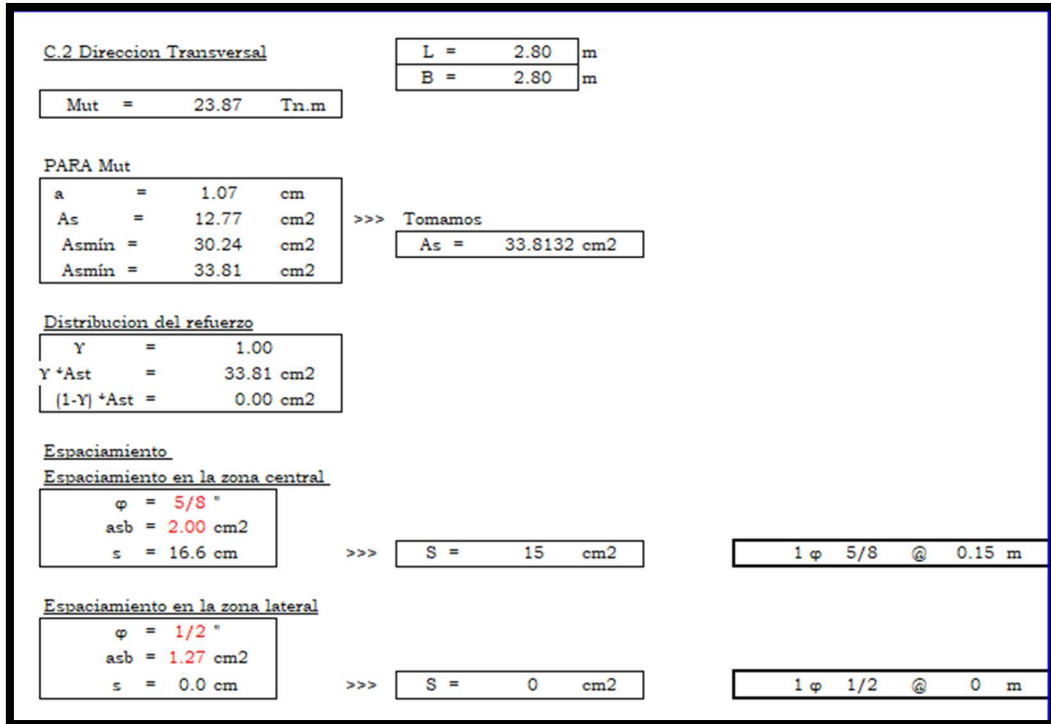 C.2 Direccion Transversal
L = 2.80 m
B = 2.80 m
Mut = 23.87 Tn.m
PARA Mut
a = 1.07 cm
As = 12.77 cm2 >>> Tomamos
Asmín = 30.24 cm2 As = 33.8132 cm2
Asmín = 33.81 cm2
Distribucion del refuerzo
Υ = 1.00
Υ *Ast = 33.81 cm2
(1-Υ) *Ast = 0.00 cm2
Espaciamiento
Espaciamiento en la zona central
φ = 5/8 "
asb = 2.00 cm2
s = 16.6 cm >>> S = 15 cm2 1 φ 5/8 @ 0.15 m
Espaciamiento en la zona lateral
φ = 1/2 "
asb = 1.27 cm2
s = 0.0 cm >>> S = 0 cm2 1 φ 1/2 @ 0 m